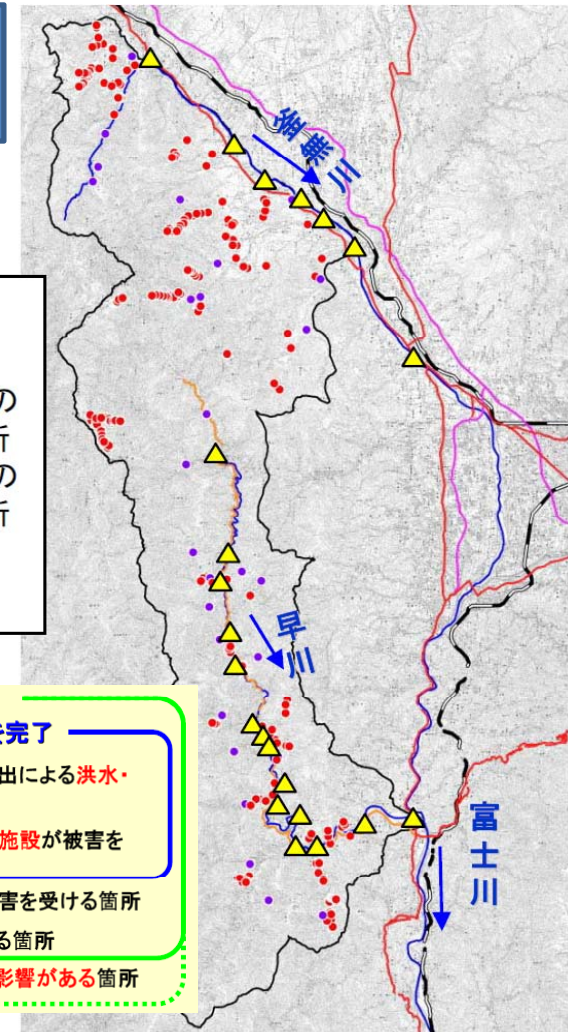 釜無川
の
所
の
所
早川
を完了
出による洪水・
施設が被害を
害を受ける箇所
る箇所
影響がある箇所
富士川